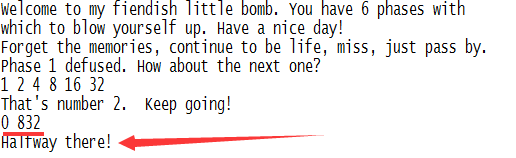 Welcome to my fiendish little bomb. You have 6 phases with
which to blow yourself up. Have a nice day!
Forget the memories, continue to be life, miss, just pass by.
Phase 1 defused. How about the next one?
1 2 4 8 16 32
That's number 2.  Keep going!
0 832
Halfway there!